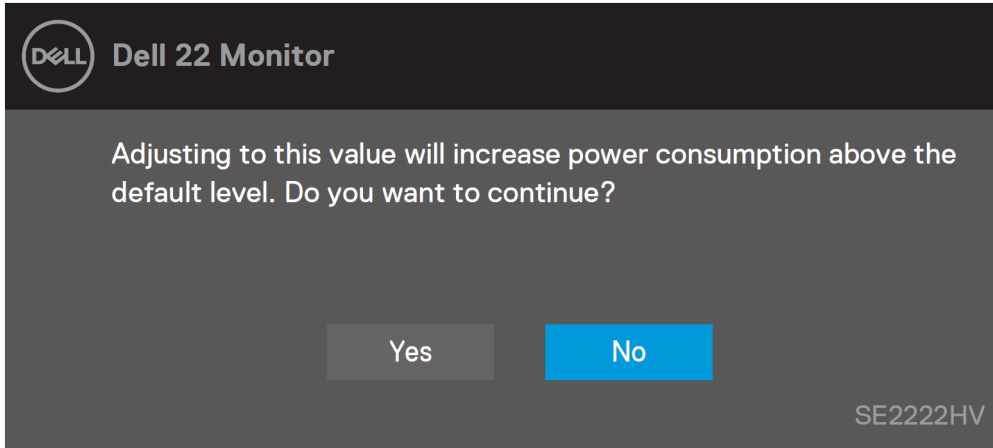 DELL Dell 22 Monitor
Adjusting to this value will increase power consumption above the
default level. Do you want to continue?
Yes No
SE2222HV